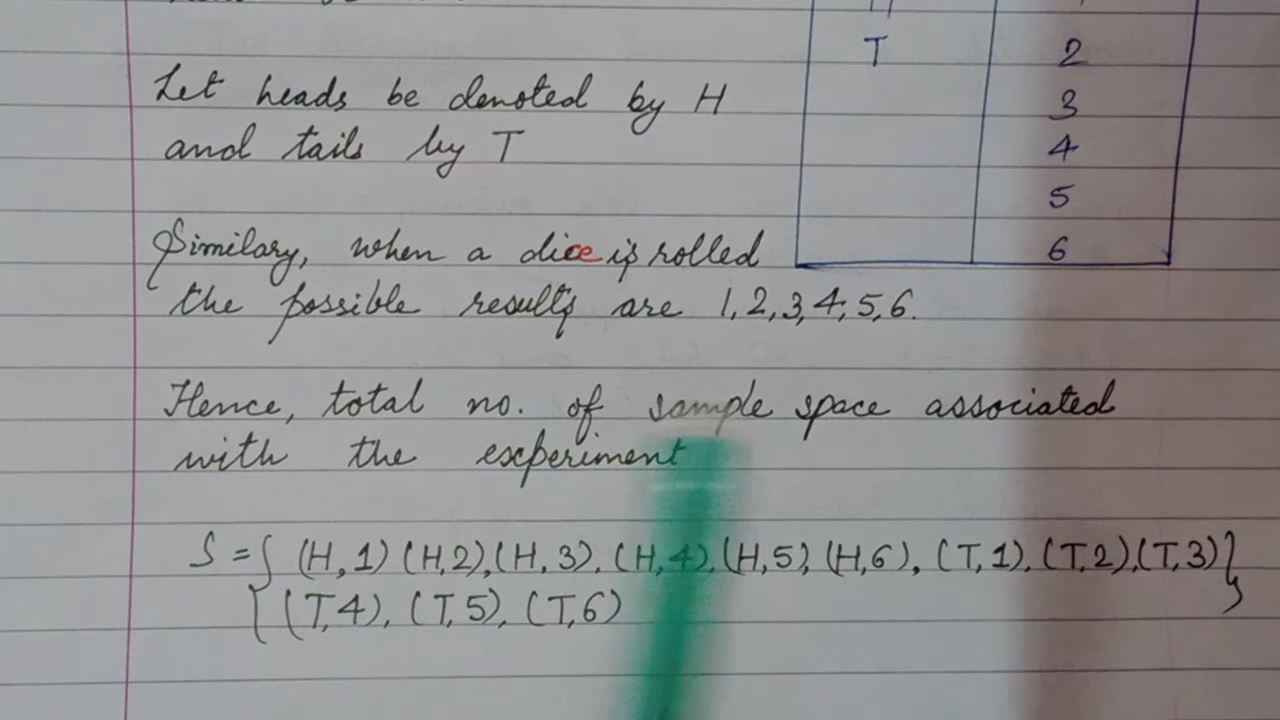 T 2
Let heads be denoted by H
3
and tails by T
4
5
Similary, when a dice is rolled
6
the possible results are 1,2,3,4,5,6.
Hence, total no. of sample space associated
with the experiment
S = { (H,1) (H,2),(H,3), (H,4), (H,5), (H,6), (T,1), (T,2),(T,3)
(T,4), (T,5), (T,6) }